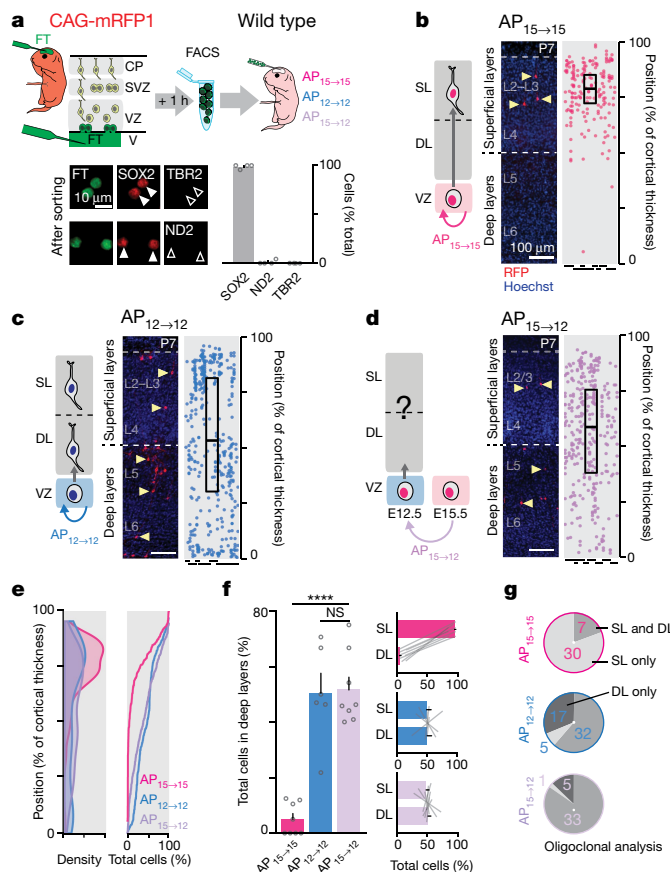 a
CAG-mRFP1
Wild type
FT
CP
SVZ
VZ
V
FT
+ 1 h
FACS
AP15→15
AP12→12
AP15→12
After sorting
FT
SOX2
TBR2
10 μm
ND2
100
0
Cells (% total)
SOX2
ND2
TBR2
b
AP15→15
SL
DL
VZ
AP15→15
Superficial layers
Deep layers
P7
L2–L3
L4
L5
L6
100 μm
RFP
Hoechst
100
0
Position (% of cortical thickness)
c
AP12→12
SL
DL
VZ
AP12→12
Superficial layers
Deep layers
P7
L2–L3
L4
L5
L6
100
0
Position (% of cortical thickness)
d
AP15→12
SL
DL
?
VZ
E12.5
E15.5
AP15→12
Superficial layers
Deep layers
P7
L2/3
L4
L5
L6
100
0
Position (% of cortical thickness)
e
100
0
Position (% of cortical thickness)
Density
0
100
Total cells (%)
AP15→15
AP12→12
AP15→12
f
****
NS
80
0
Total cells in deep layers (%)
AP15→15
AP12→12
AP15→12
SL
DL
0 50 100
SL
DL
0 50 100
SL
DL
0 50 100
Total cells (%)
g
AP15→15
7
30
SL and DL
SL only
AP12→12
17
5
32
DL only
AP15→12
1
5
33
Oligoclonal analysis